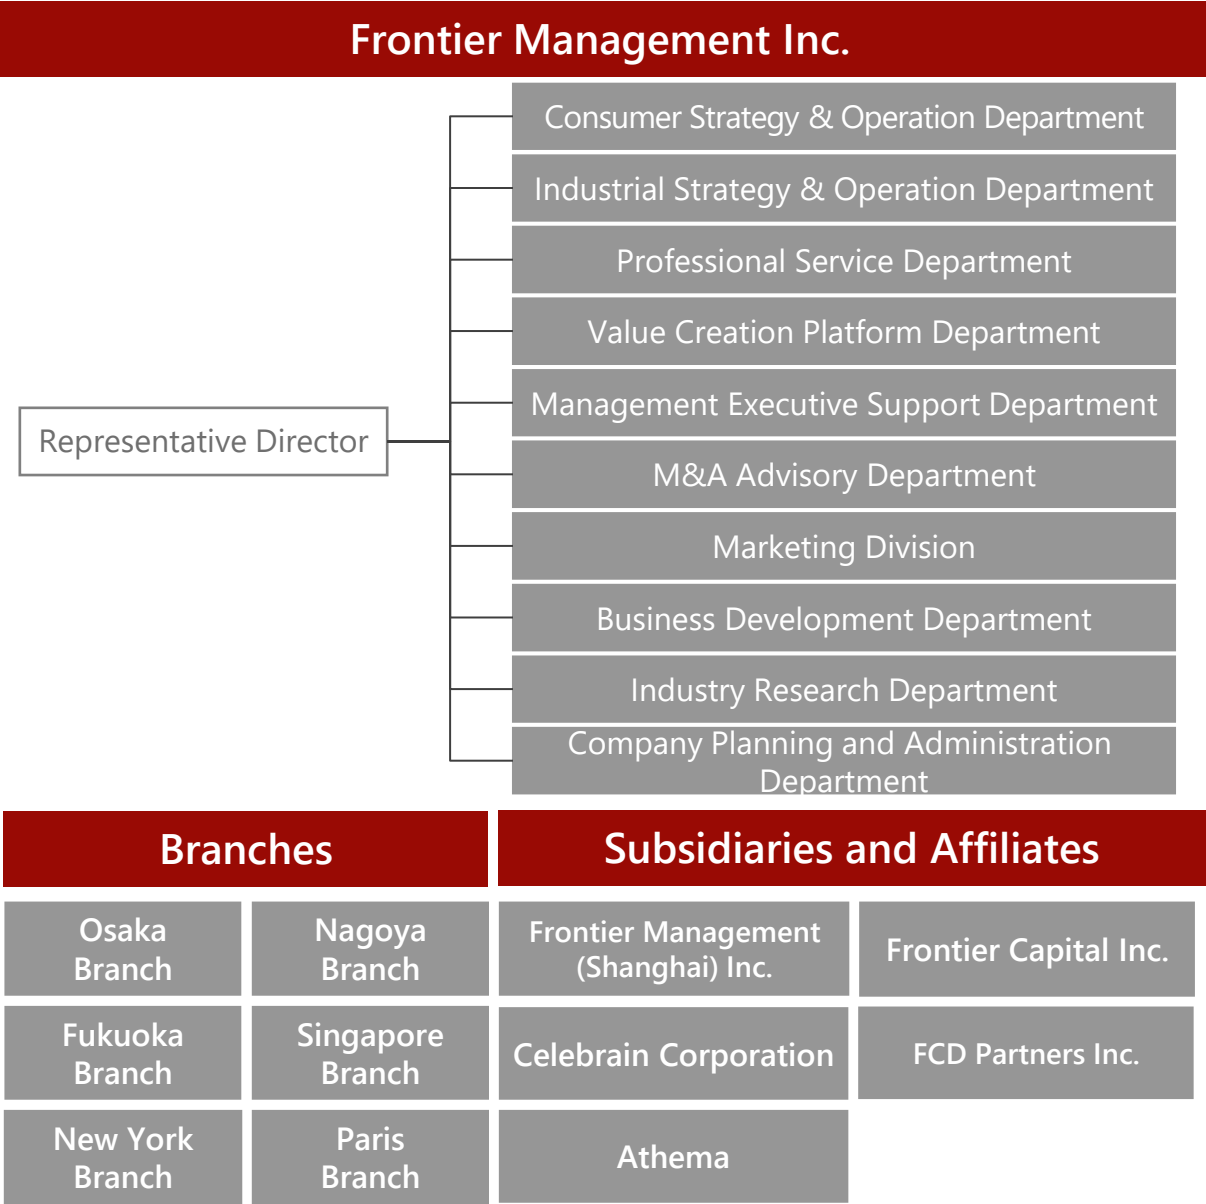 Frontier Management Inc.
Consumer Strategy & Operation Department
Industrial Strategy & Operation Department
Professional Service Department
Value Creation Platform Department
Management Executive Support Department
Representative Director
M&A Advisory Department
Marketing Division
Business Development Department
Industry Research Department
Company Planning and Administration
Department
Branches
Osaka
Branch
Nagoya
Branch
Fukuoka
Branch
Singapore
Branch
New York
Branch
Paris
Branch
Subsidiaries and Affiliates
Frontier Management
(Shanghai) Inc.
Frontier Capital Inc.
Celebrain Corporation
FCD Partners Inc.
Athema